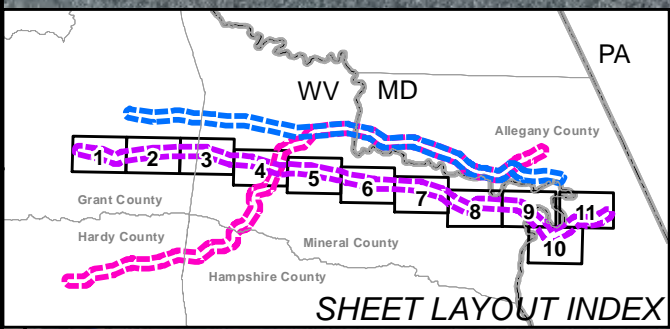 PA
WV MD
Allegany County
1 2 3 4 5 6 7 8 9 11
10
Grant County
Hardy County
Mineral County
Hampshire County
SHEET LAYOUT INDEX